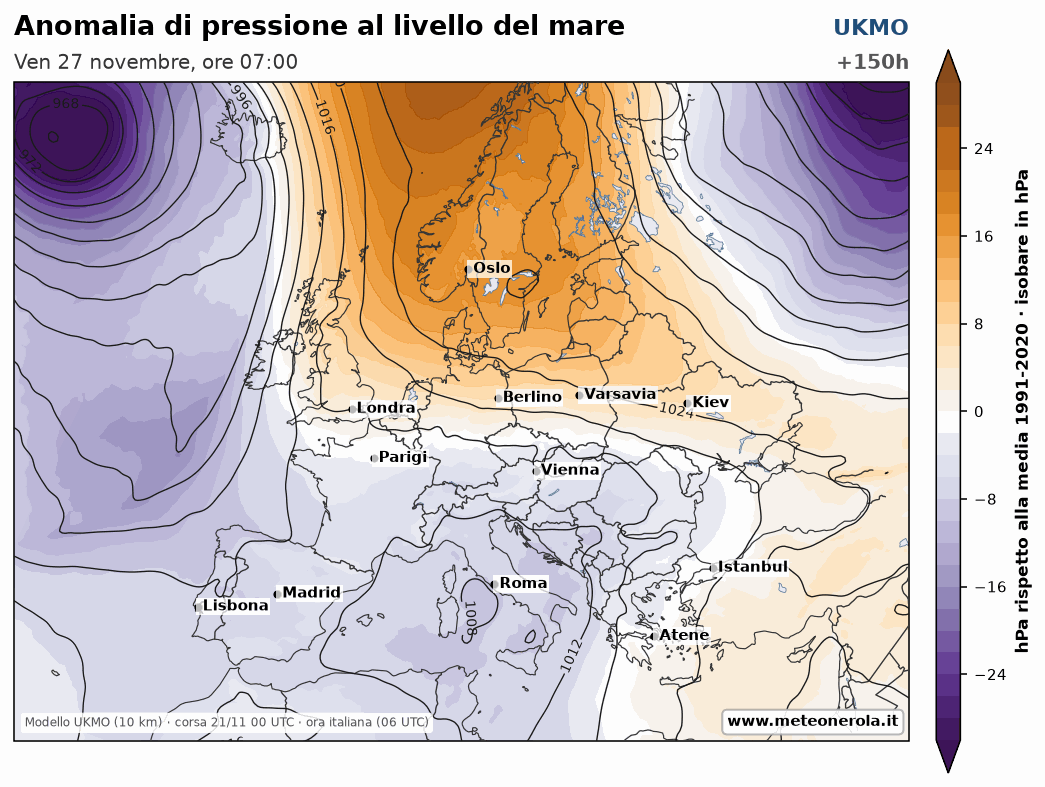 Anomalia di pressione al livello del mare
UKMO
Ven 27 novembre, ore 07:00
+150h
968
996
1016
972
24
16
8
0
−8
−16
−24
hPa rispetto alla media 1991-2020 · isobare in hPa
Oslo
Berlino
Varsavia
Kiev
Londra
1024
Parigi
Vienna
Istanbul
Roma
Madrid
Lisbona
1008
Atene
1012
Modello UKMO (10 km) · corsa 21/11 00 UTC · ora italiana (06 UTC)
www.meteonerola.it